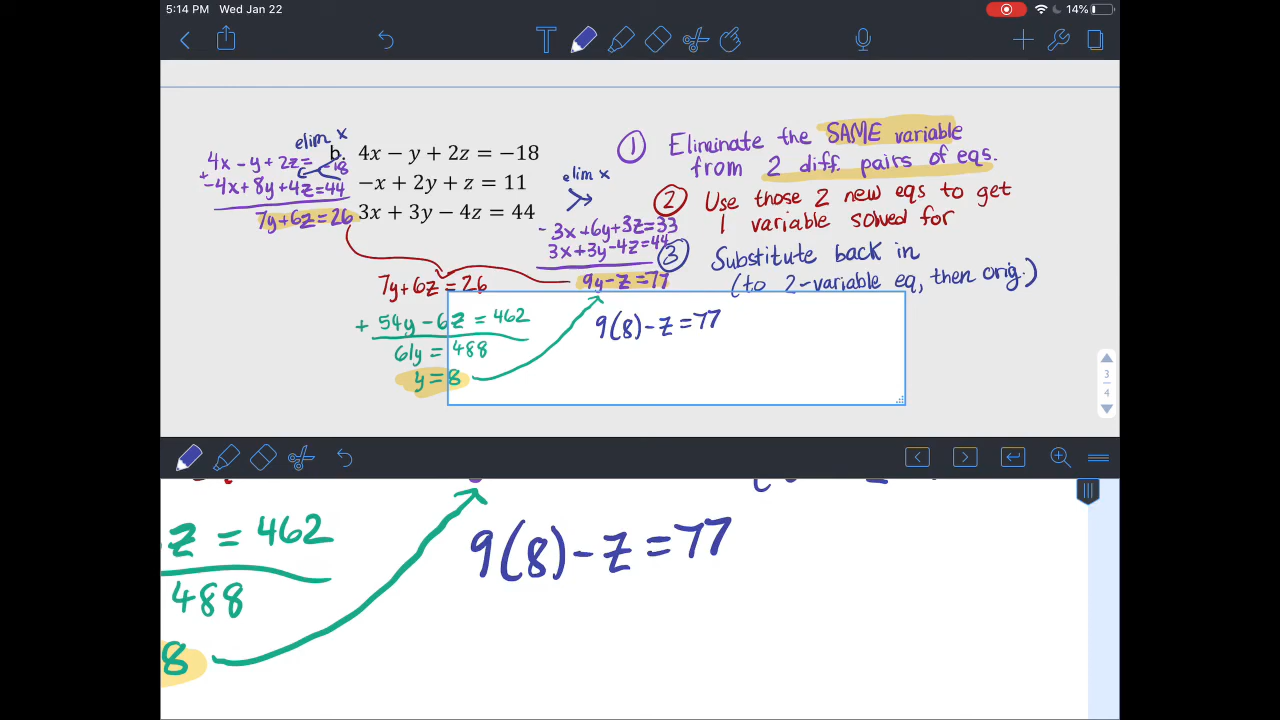 5:14 PM Wed Jan 22
14%
T
elim x
4x - y + 2z = -18
+ -4x + 8y + 4z = 44
7y + 6z = 26
b. 4x − y + 2z = −18
−x + 2y + z = 11
3x + 3y − 4z = 44
elim x
- 3x + 6y + 3z = 33
3x + 3y - 4z = 44
9y - z = 77
① Eliminate the SAME variable
from 2 diff pairs of eqs.
② Use those 2 new eqs to get
1 variable solved for
③ Substitute back in
(to 2-variable eq, then orig.)
7y + 6z = 26
+ 54y - 6z = 462
61y = 488
y = 8
9(8) - z = 77
3
4
z = 462
488
8
9(8) - z = 77